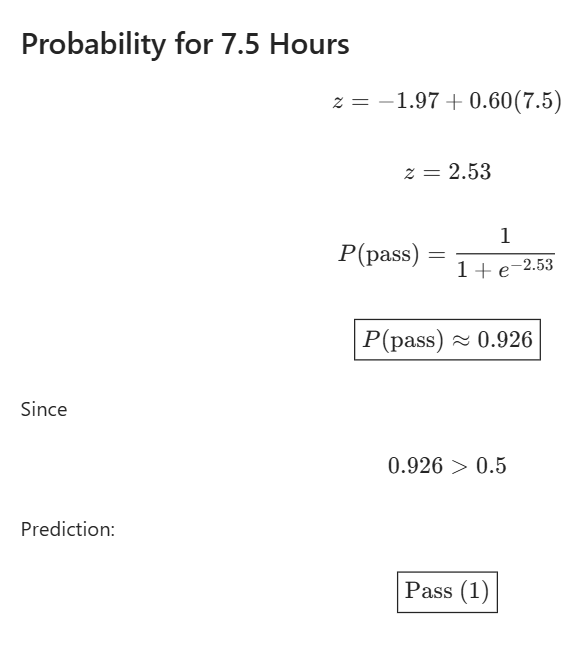 Probability for 7.5 Hours
z = −1.97 + 0.60(7.5)
z = 2.53
P(pass) = 1 / (1 + e^−2.53)
P(pass) ≈ 0.926
Since
0.926 > 0.5
Prediction:
Pass (1)